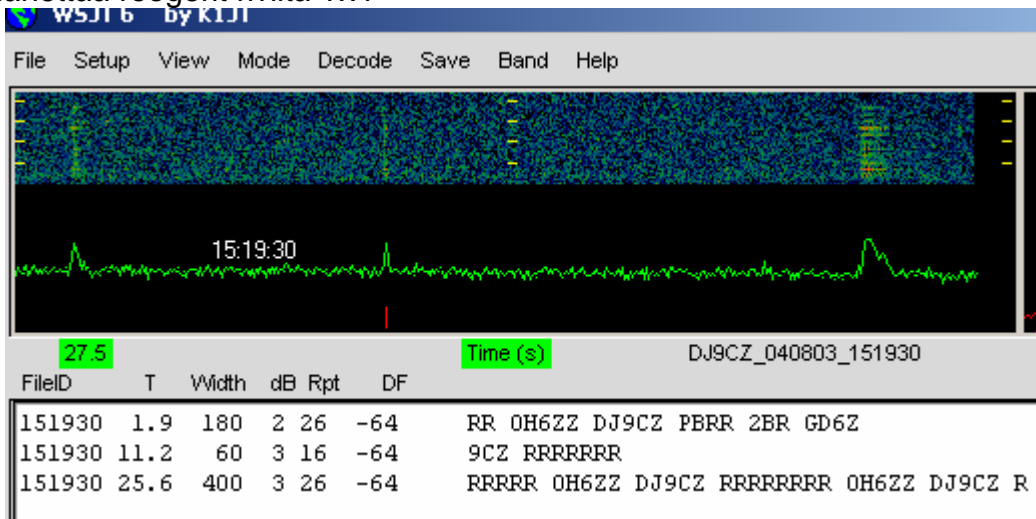 WSJT 6 by K1JT
File Setup View Mode Decode Save Band Help
15:19:30
27.5 Time (s) DJ9CZ_040803_151930
FileID T Width dB Rpt DF
151930 1.9 180 2 26 -64 RR OH6ZZ DJ9CZ PBRR 2BR GD6Z
151930 11.2 60 3 16 -64 9CZ RRRRRRR
151930 25.6 400 3 26 -64 RRRRR OH6ZZ DJ9CZ RRRRRRRR OH6ZZ DJ9CZ R